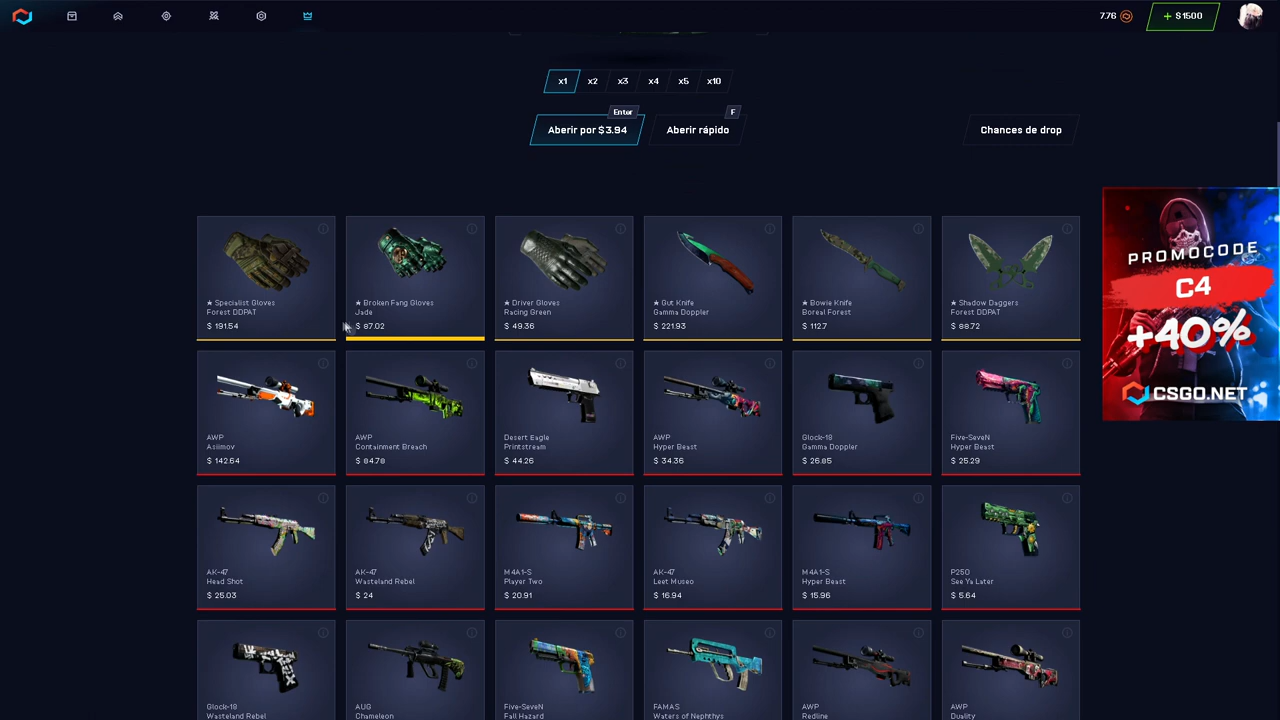 7.76
+ $ 1500
x1 x2 x3 x4 x5 x10
Enter
F
Aberir por $ 3.94
Aberir rápido
Chances de drop
★ Specialist Gloves
Forest DDPAT
$ 191.54
★ Broken Fang Gloves
Jade
$ 87.02
★ Driver Gloves
Racing Green
$ 49.36
★ Gut Knife
Gamma Doppler
$ 221.93
★ Bowie Knife
Boreal Forest
$ 112.7
★ Shadow Daggers
Forest DDPAT
$ 88.72
PROMOCODE
C4
+40%
CSGO.NET
AWP
Asiimov
$ 142.64
AWP
Containment Breach
$ 84.78
Desert Eagle
Printstream
$ 44.26
AWP
Hyper Beast
$ 34.36
Glock-18
Gamma Doppler
$ 26.85
Five-SeveN
Hyper Beast
$ 25.29
AK-47
Head Shot
$ 25.03
AK-47
Wasteland Rebel
$ 24
M4A1-S
Player Two
$ 20.91
AK-47
Leet Museo
$ 16.94
M4A1-S
Hyper Beast
$ 15.96
P250
See Ya Later
$ 5.64
Glock-18
Wasteland Rebel
AUG
Chameleon
Five-SeveN
Fall Hazard
FAMAS
Waters of Nephthys
AWP
Redline
AWP
Duality